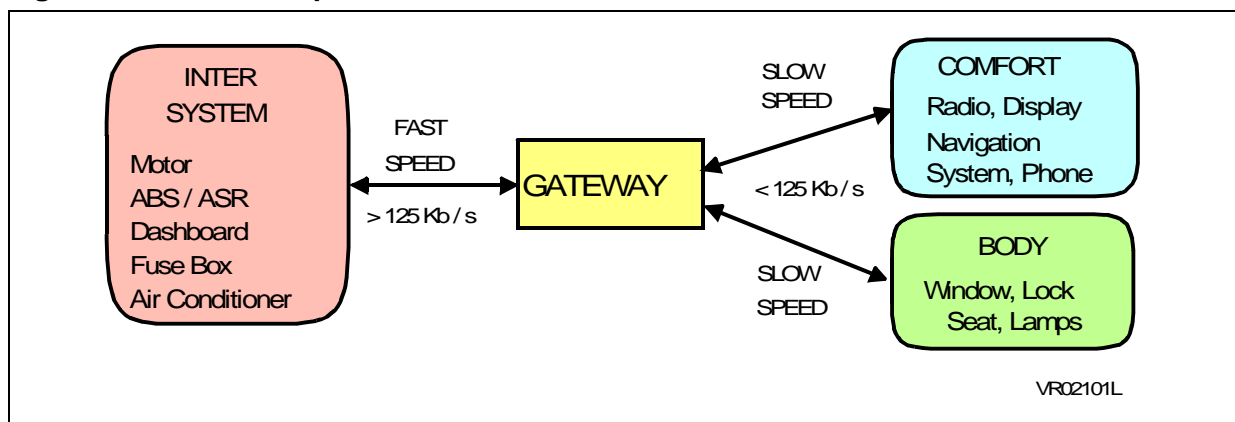 INTER
SYSTEM
Motor
ABS / ASR
Dashboard
Fuse Box
Air Conditioner
FAST
SPEED
> 125 Kb / s
GATEWAY
SLOW
SPEED
< 125 Kb / s
SLOW
SPEED
COMFORT
Radio, Display
Navigation
System, Phone
BODY
Window, Lock
Seat, Lamps
VR02101L